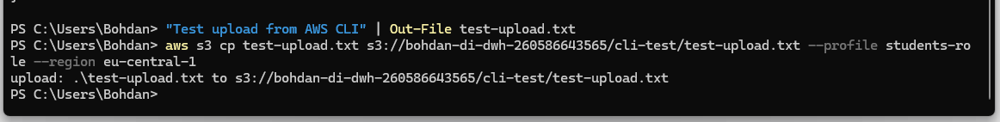 PS C:\Users\Bohdan> "Test upload from AWS CLI" | Out-File test-upload.txt
PS C:\Users\Bohdan> aws s3 cp test-upload.txt s3://bohdan-di-dwh-260586643565/cli-test/test-upload.txt --profile students-ro
le --region eu-central-1
upload: .\test-upload.txt to s3://bohdan-di-dwh-260586643565/cli-test/test-upload.txt
PS C:\Users\Bohdan>